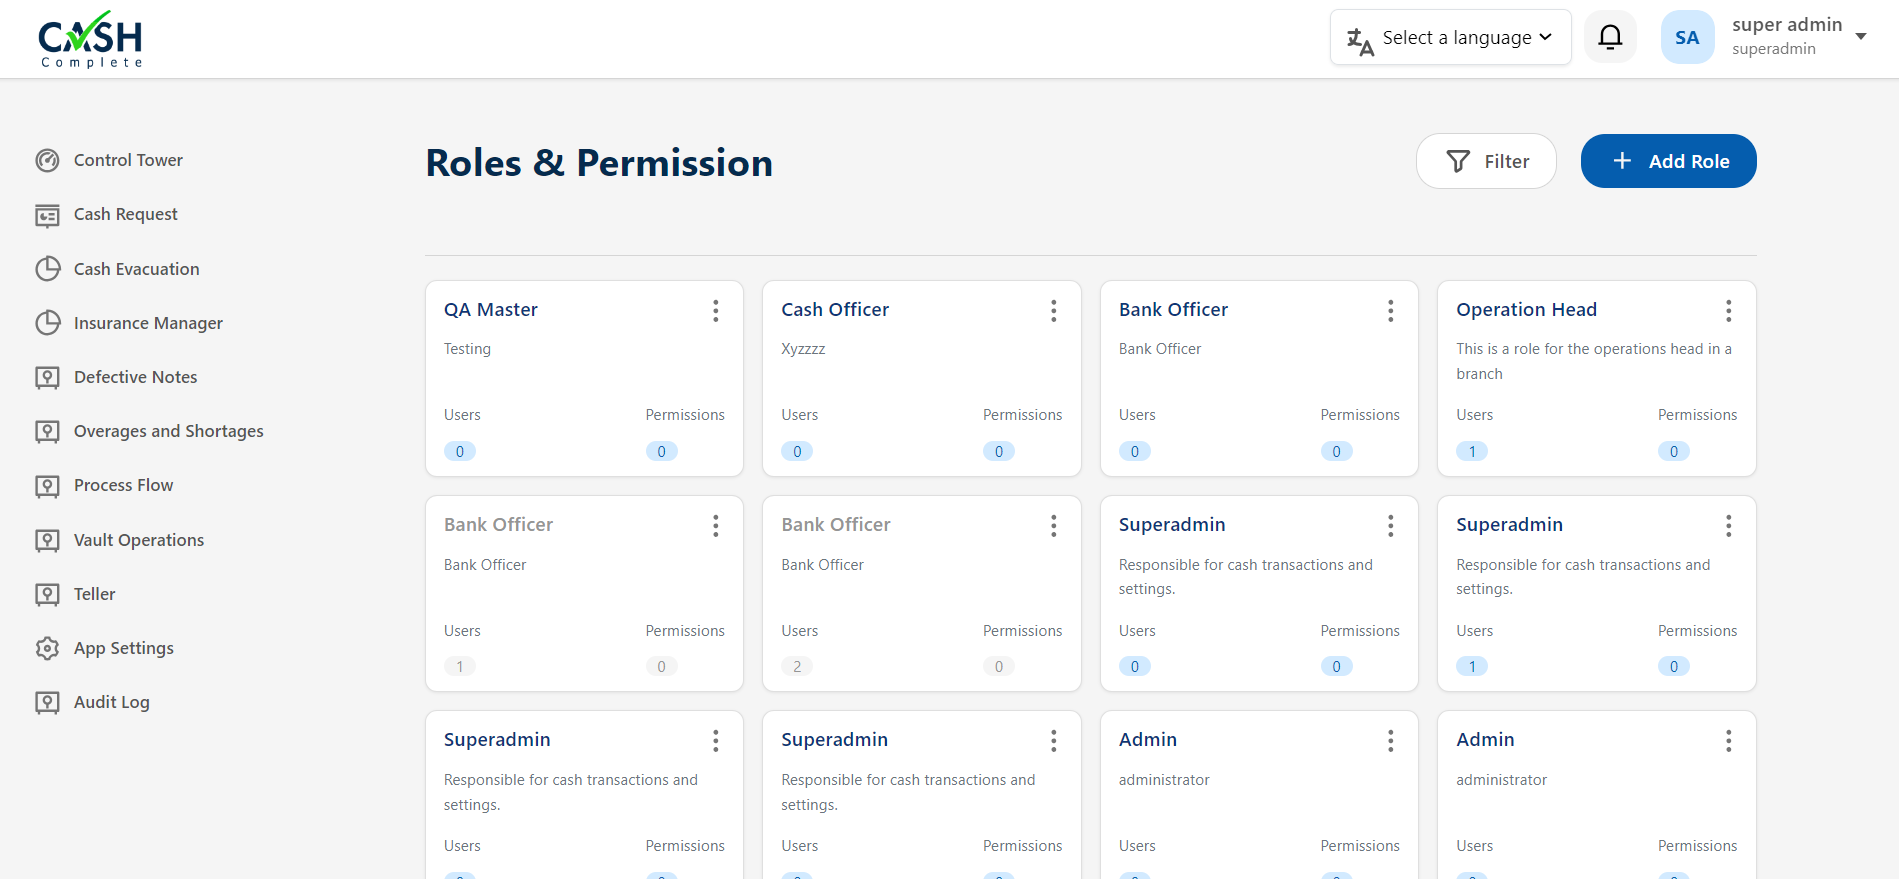 CASH
Complete
Select a language
SA
super admin
superadmin
Control Tower
Cash Request
Cash Evacuation
Insurance Manager
Defective Notes
Overages and Shortages
Process Flow
Vault Operations
Teller
App Settings
Audit Log
Roles & Permission
Filter
+ Add Role
QA Master
Testing
Users Permissions
0 0
Cash Officer
Xyzzzz
Users Permissions
0 0
Bank Officer
Bank Officer
Users Permissions
0 0
Operation Head
This is a role for the operations head in a
branch
Users Permissions
1 0
Bank Officer
Bank Officer
Users Permissions
1 0
Bank Officer
Bank Officer
Users Permissions
2 0
Superadmin
Responsible for cash transactions and
settings.
Users Permissions
0 0
Superadmin
Responsible for cash transactions and
settings.
Users Permissions
1 0
Superadmin
Responsible for cash transactions and
settings.
Users Permissions
Superadmin
Responsible for cash transactions and
settings.
Users Permissions
Admin
administrator
Users Permissions
Admin
administrator
Users Permissions